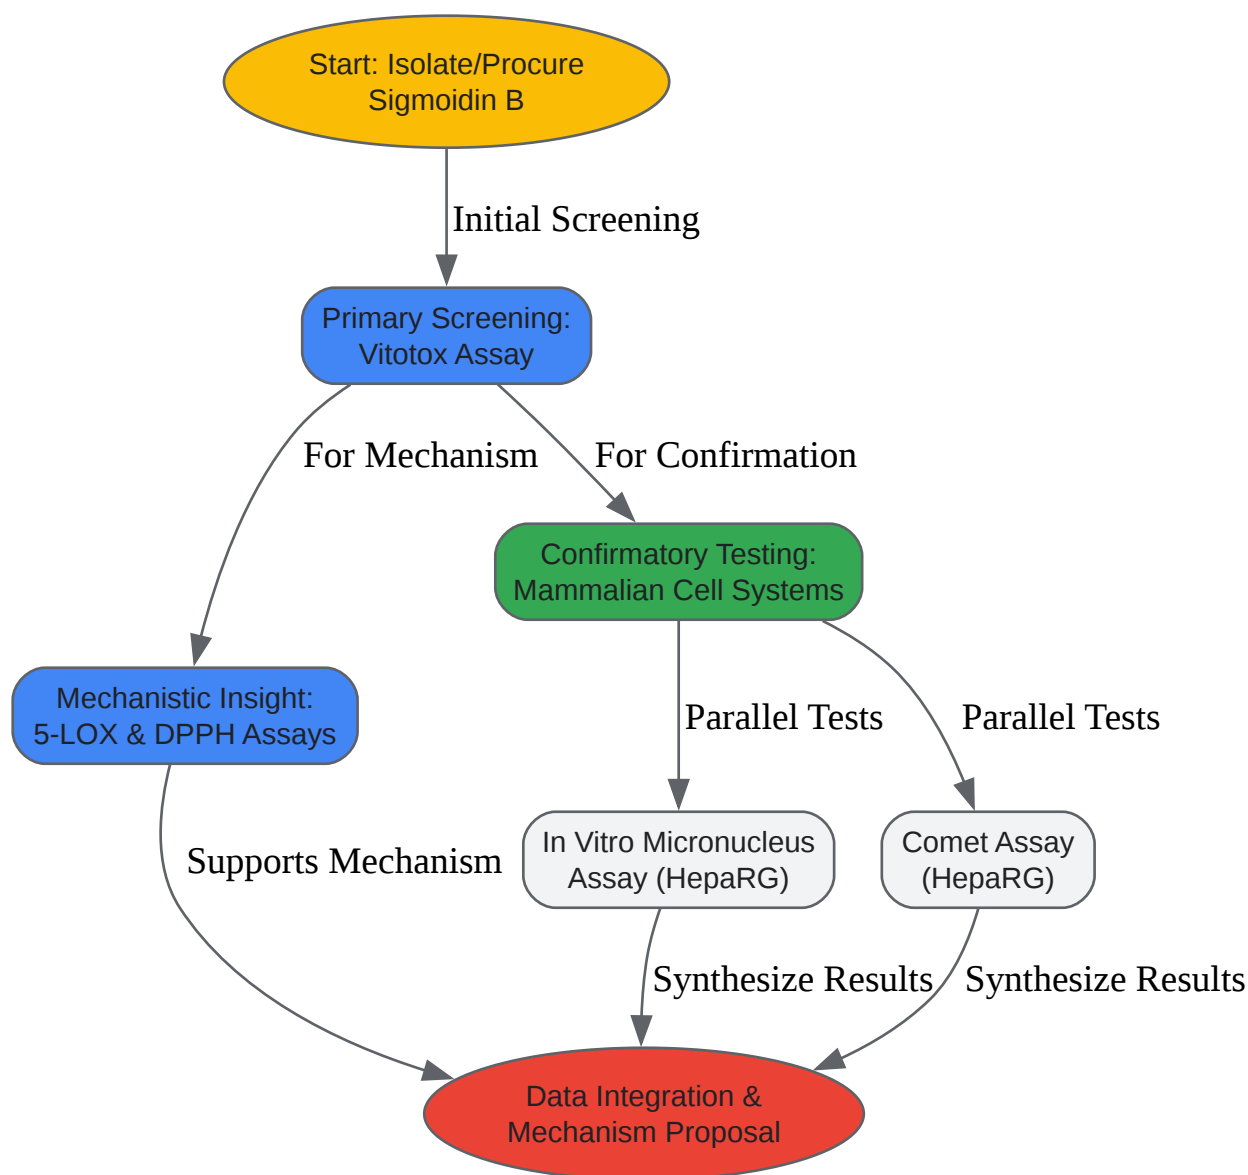 Start: Isolate/Procure
Sigmoidin B
Initial Screening
Primary Screening:
Vitotox Assay
For Mechanism
For Confirmation
Confirmatory Testing:
Mammalian Cell Systems
Mechanistic Insight:
5-LOX & DPPH Assays
Parallel Tests
Parallel Tests
In Vitro Micronucleus
Assay (HepaRG)
Comet Assay
(HepaRG)
Supports Mechanism
Synthesize Results
Synthesize Results
Data Integration &
Mechanism Proposal